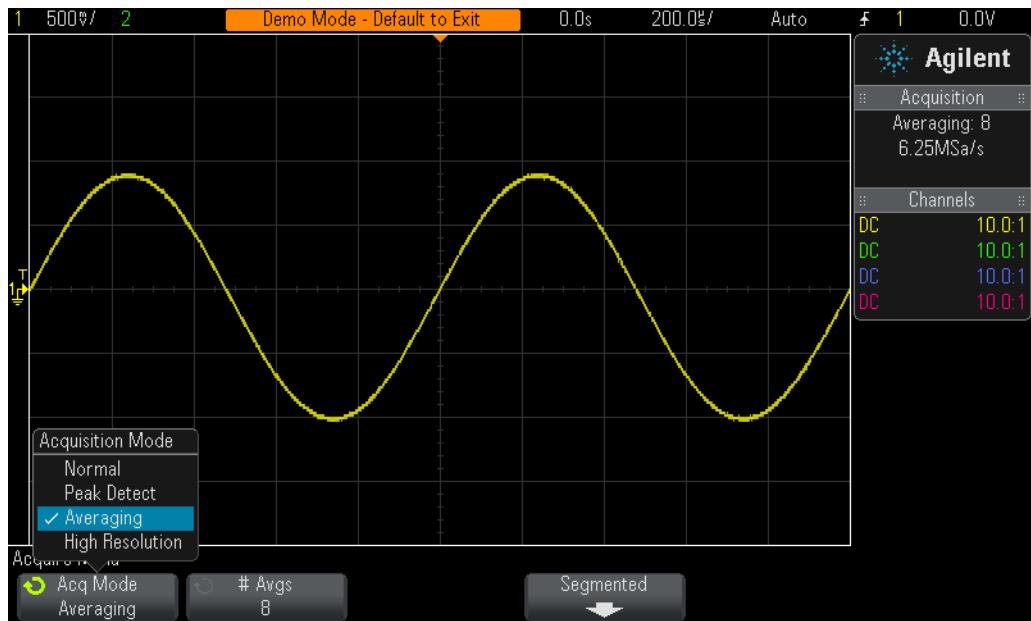 1 500mV/ 2 Demo Mode - Default to Exit 0.0s 200.0us/ Auto 1 0.0V
Agilent
Acquisition
Averaging: 8
6.25MSa/s
Channels
DC 10.0:1
DC 10.0:1
DC 10.0:1
DC 10.0:1
T
1
Acquisition Mode
Normal
Peak Detect
Averaging
High Resolution
Acq Mode
Averaging
# Avgs
8
Segmented